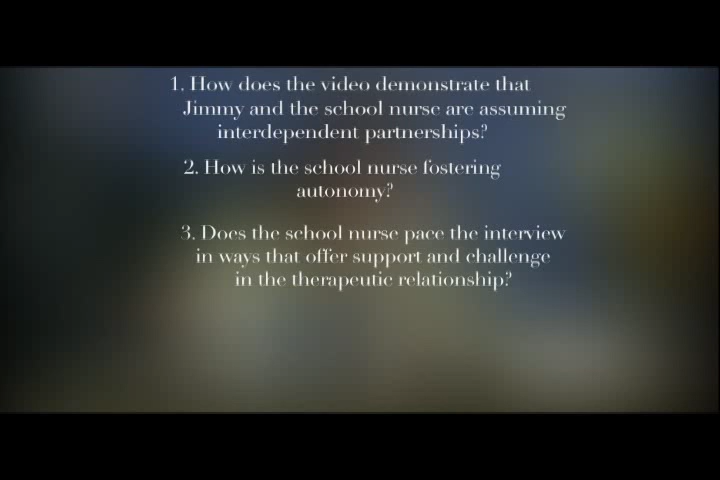 1. How does the video demonstrate that
Jimmy and the school nurse are assuming
interdependent partnerships?
2. How is the school nurse fostering
autonomy?
3. Does the school nurse pace the interview
in ways that offer support and challenge
in the therapeutic relationship?